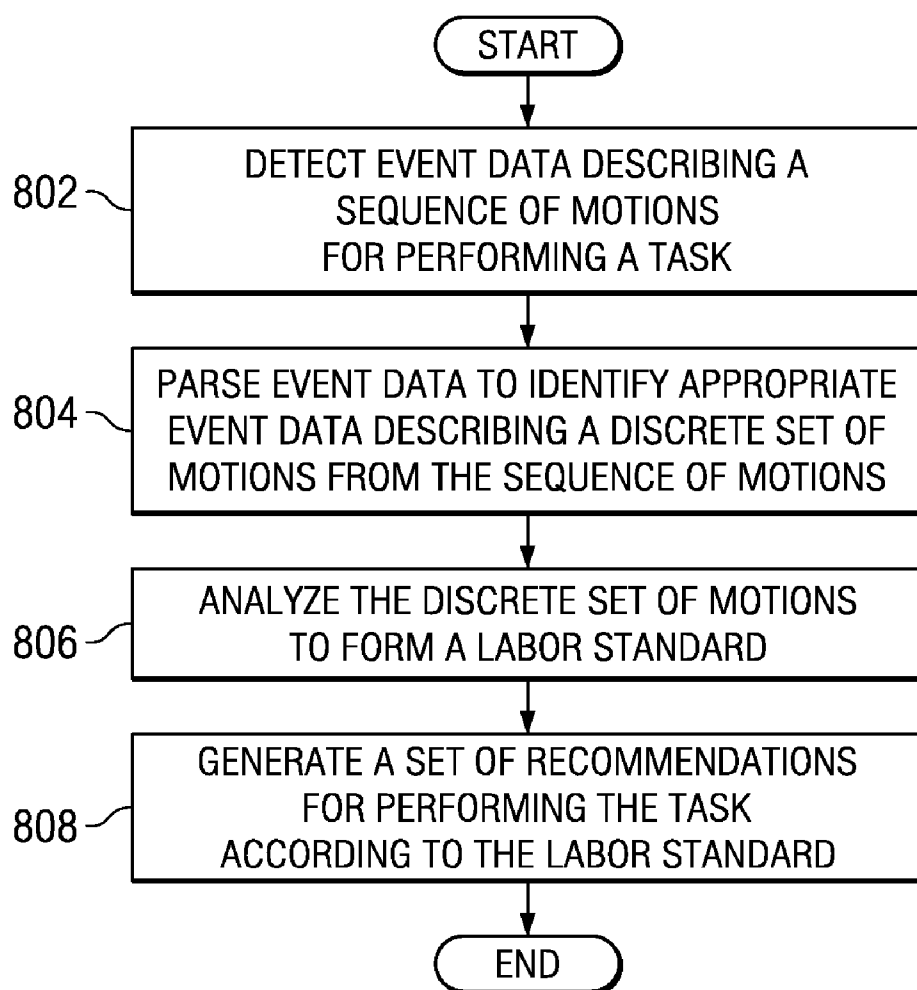 START
802
DETECT EVENT DATA DESCRIBING A
SEQUENCE OF MOTIONS
FOR PERFORMING A TASK
804
PARSE EVENT DATA TO IDENTIFY APPROPRIATE
EVENT DATA DESCRIBING A DISCRETE SET OF
MOTIONS FROM THE SEQUENCE OF MOTIONS
806
ANALYZE THE DISCRETE SET OF MOTIONS
TO FORM A LABOR STANDARD
808
GENERATE A SET OF RECOMMENDATIONS
FOR PERFORMING THE TASK
ACCORDING TO THE LABOR STANDARD
END